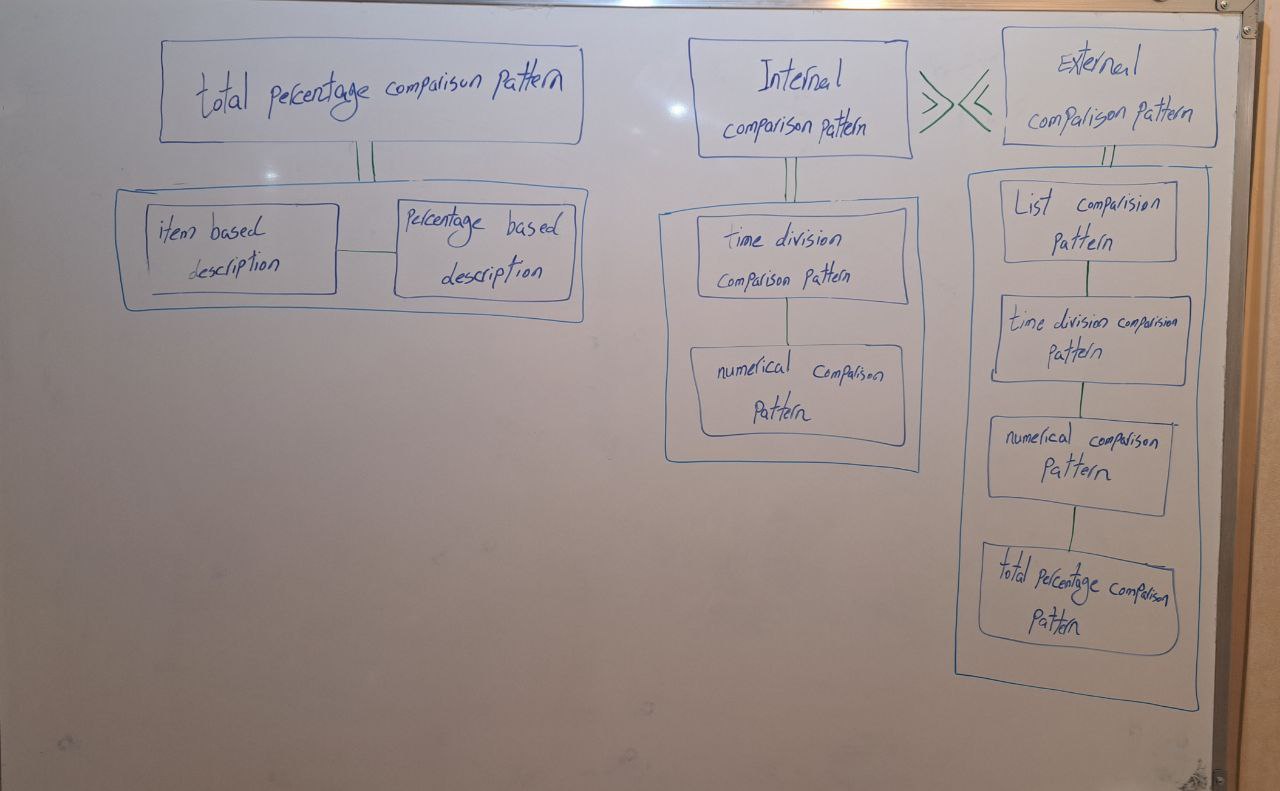 total percentage comparison pattern
item based
description
percentage based
description
Internal
comparison pattern
time division
comparison pattern
numerical comparison
pattern
External
comparison pattern
List comparision
pattern
time division comparision
pattern
numerical comparison
pattern
total percentage comparison
pattern